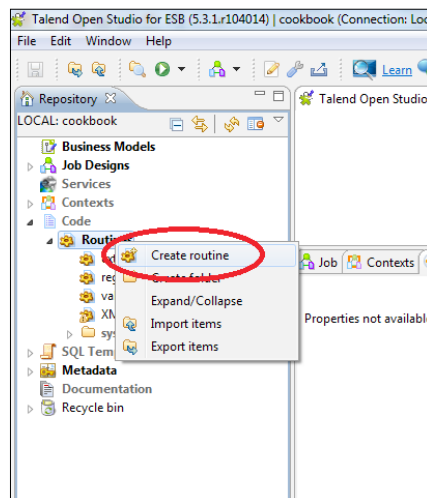 Talend Open Studio for ESB (5.3.1.r104014) | cookbook (Connection: Loc
File Edit Window Help
Learn
Repository
Talend Open Studio
LOCAL: cookbook
Business Models
Job Designs
Services
Contexts
Code
Routines
Create routine
Create folder
Expand/Collapse
Import items
Export items
Job Contexts
Properties not available
SQL Tem
Metadata
Documentation
Recycle bin